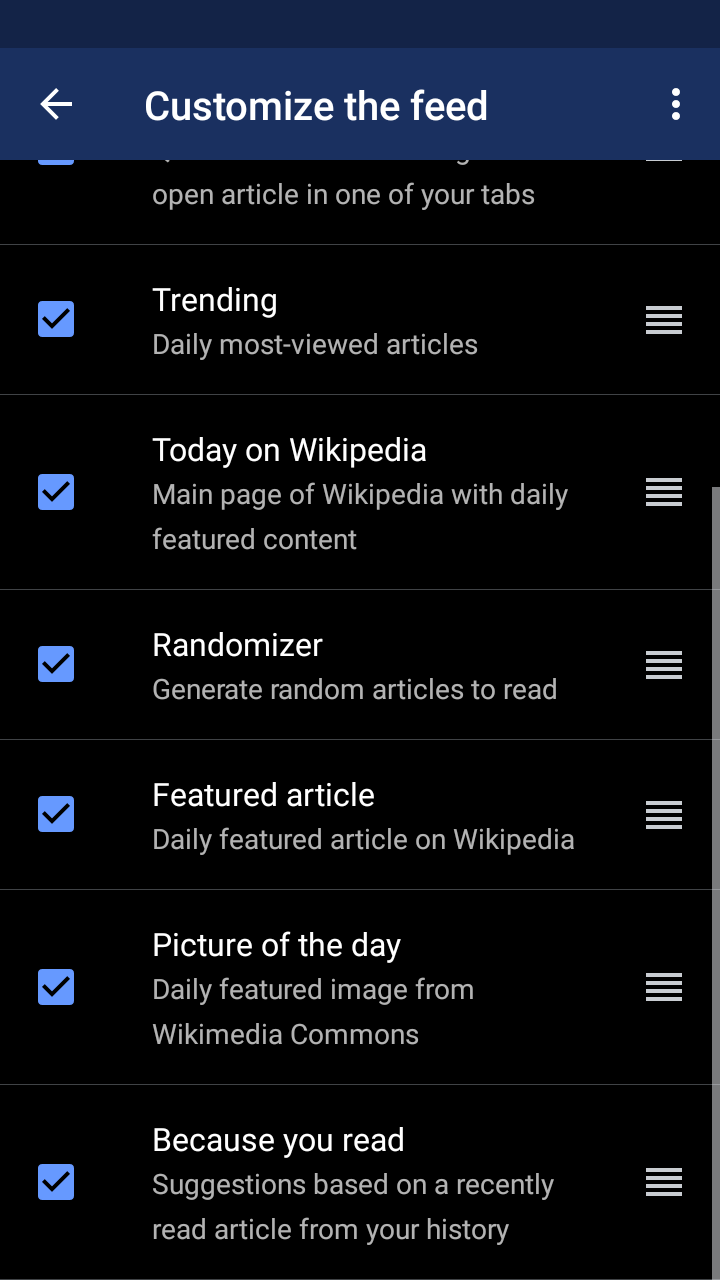 Customize the feed
open article in one of your tabs
Trending
Daily most-viewed articles
Today on Wikipedia
Main page of Wikipedia with daily
featured content
Randomizer
Generate random articles to read
Featured article
Daily featured article on Wikipedia
Picture of the day
Daily featured image from
Wikimedia Commons
Because you read
Suggestions based on a recently
read article from your history